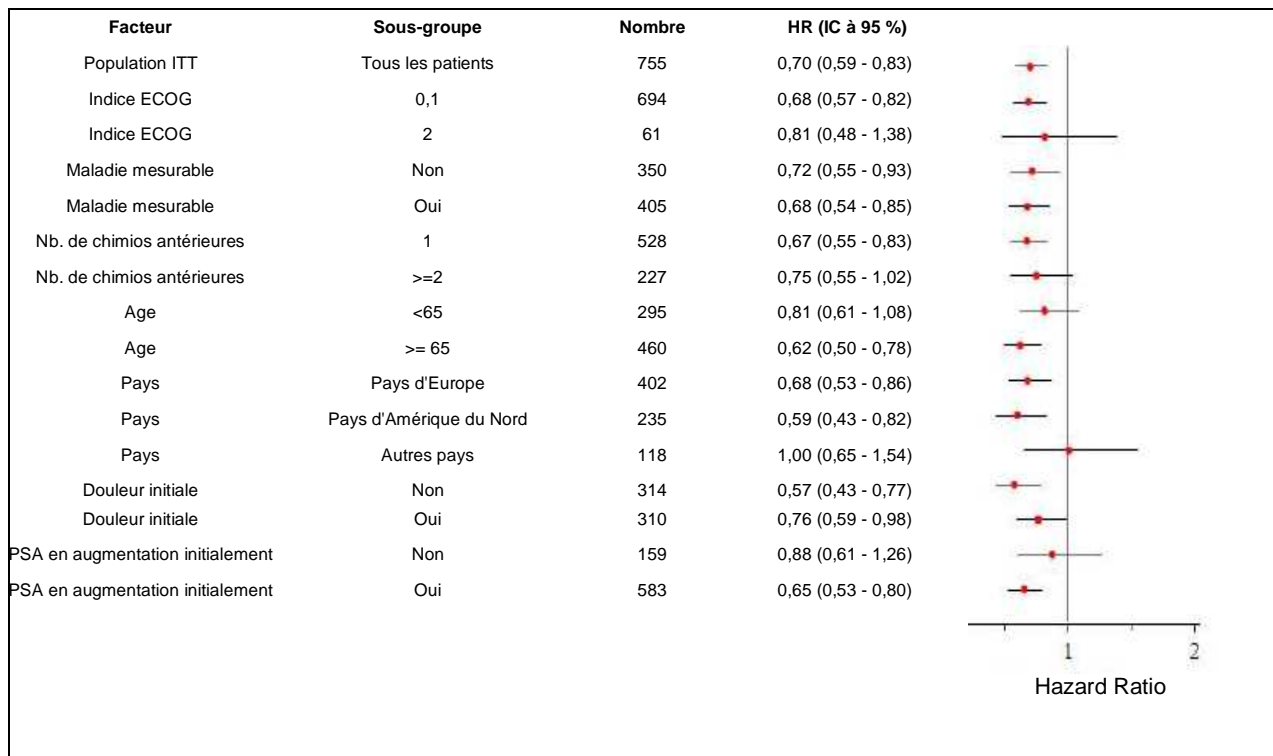 Facteur Sous-groupe Nombre HR (IC à 95 %)
Population ITT Tous les patients 755 0,70 (0,59 - 0,83)
Indice ECOG 0,1 694 0,68 (0,57 - 0,82)
Indice ECOG 2 61 0,81 (0,48 - 1,38)
Maladie mesurable Non 350 0,72 (0,55 - 0,93)
Maladie mesurable Oui 405 0,68 (0,54 - 0,85)
Nb. de chimios antérieures 1 528 0,67 (0,55 - 0,83)
Nb. de chimios antérieures >=2 227 0,75 (0,55 - 1,02)
Age <65 295 0,81 (0,61 - 1,08)
Age >= 65 460 0,62 (0,50 - 0,78)
Pays Pays d'Europe 402 0,68 (0,53 - 0,86)
Pays Pays d'Amérique du Nord 235 0,59 (0,43 - 0,82)
Pays Autres pays 118 1,00 (0,65 - 1,54)
Douleur initiale Non 314 0,57 (0,43 - 0,77)
Douleur initiale Oui 310 0,76 (0,59 - 0,98)
PSA en augmentation initialement Non 159 0,88 (0,61 - 1,26)
PSA en augmentation initialement Oui 583 0,65 (0,53 - 0,80)
1 2
Hazard Ratio